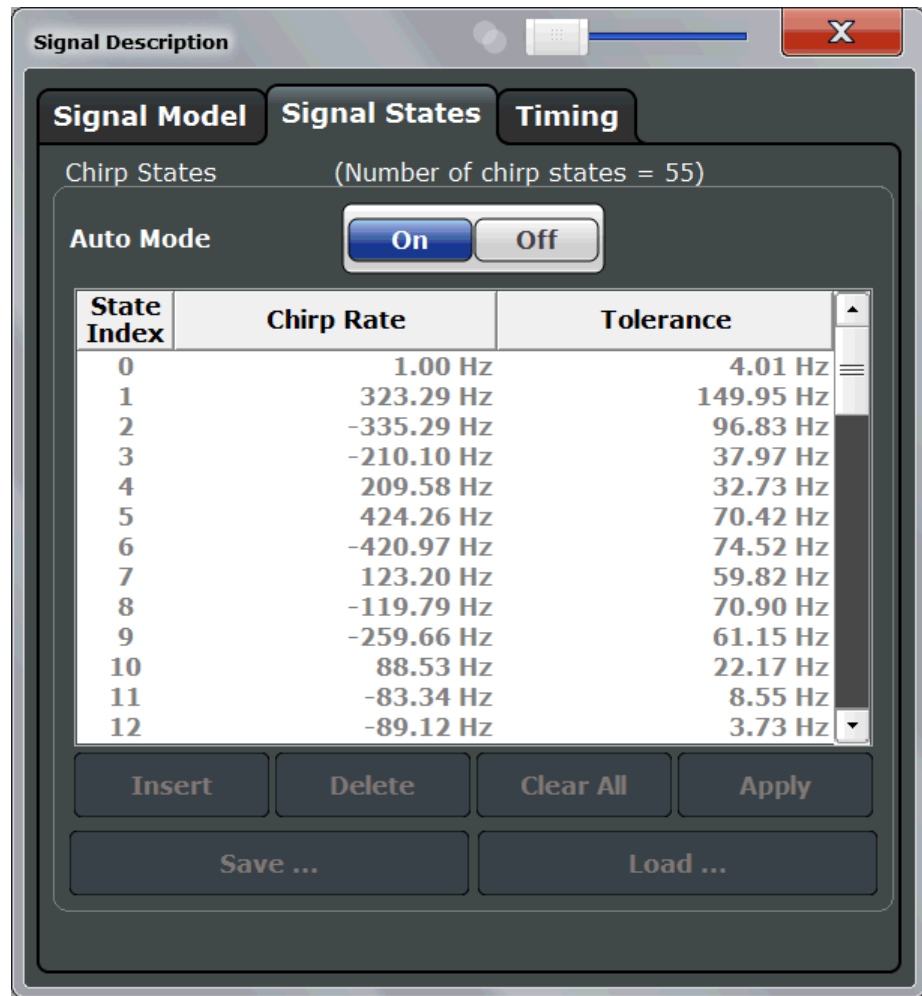 Signal Description
X
Signal Model Signal States Timing
Chirp States (Number of chirp states = 55)
Auto Mode On Off
State Index Chirp Rate Tolerance
0 1.00 Hz 4.01 Hz
1 323.29 Hz 149.95 Hz
2 -335.29 Hz 96.83 Hz
3 -210.10 Hz 37.97 Hz
4 209.58 Hz 32.73 Hz
5 424.26 Hz 70.42 Hz
6 -420.97 Hz 74.52 Hz
7 123.20 Hz 59.82 Hz
8 -119.79 Hz 70.90 Hz
9 -259.66 Hz 61.15 Hz
10 88.53 Hz 22.17 Hz
11 -83.34 Hz 8.55 Hz
12 -89.12 Hz 3.73 Hz
Insert Delete Clear All Apply
Save ... Load ...